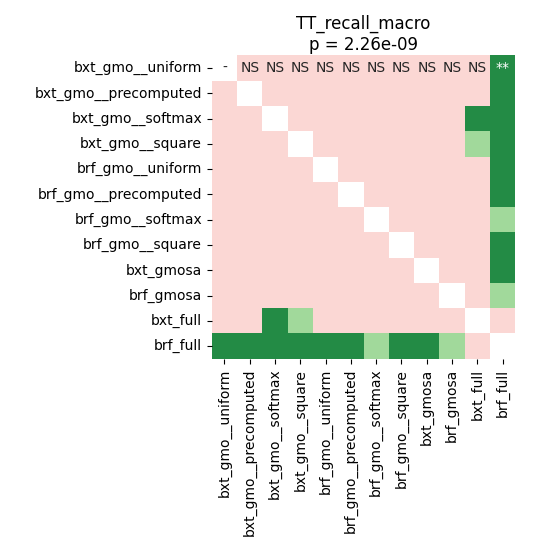 TT_recall_macro
p = 2.26e-09
bxt_gmo__uniform - NS NS NS NS NS NS NS NS NS NS **
bxt_gmo__precomputed
bxt_gmo__softmax
bxt_gmo__square
brf_gmo__uniform
brf_gmo__precomputed
brf_gmo__softmax
brf_gmo__square
bxt_gmosa
brf_gmosa
bxt_full
brf_full
bxt_gmo__uniform
bxt_gmo__precomputed
bxt_gmo__softmax
bxt_gmo__square
brf_gmo__uniform
brf_gmo__precomputed
brf_gmo__softmax
brf_gmo__square
bxt_gmosa
brf_gmosa
bxt_full
brf_full